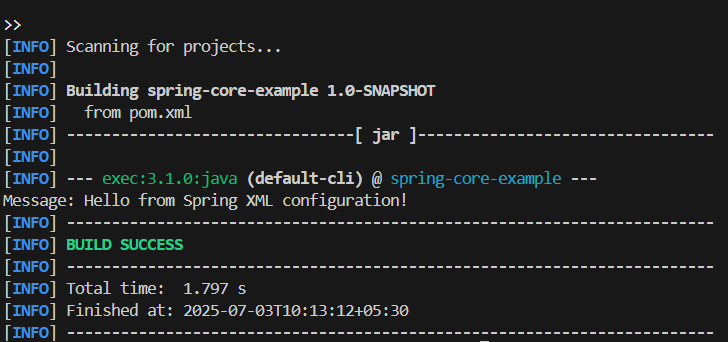 >>
[INFO] Scanning for projects...
[INFO]
[INFO] Building spring-core-example 1.0-SNAPSHOT
[INFO]   from pom.xml
[INFO] --------------------------------[ jar ]---------------------------------
[INFO]
[INFO] --- exec:3.1.0:java (default-cli) @ spring-core-example ---
Message: Hello from Spring XML configuration!
[INFO] ------------------------------------------------------------------------
[INFO] BUILD SUCCESS
[INFO] ------------------------------------------------------------------------
[INFO] Total time:  1.797 s
[INFO] Finished at: 2025-07-03T10:13:12+05:30
[INFO] ------------------------------------------------------------------------